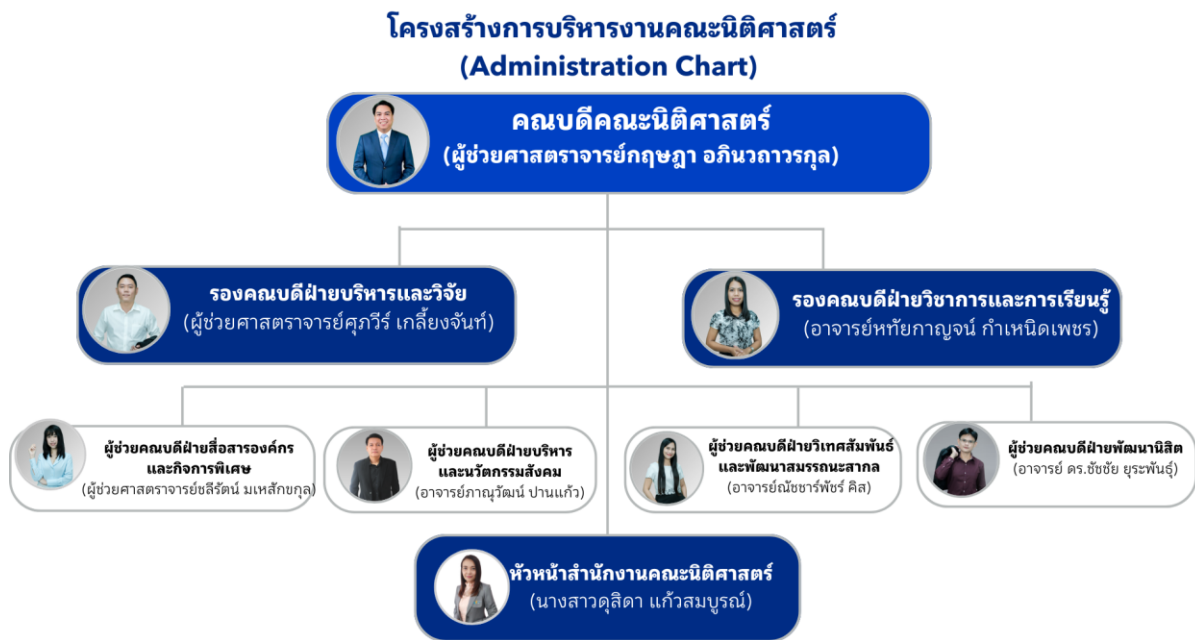 โครงสร้างการบริหารงานคณะนิติศาสตร์
(Administration Chart)
คณบดีคณะนิติศาสตร์
(ผู้ช่วยศาสตราจารย์กฤษฎา อภินวถาวรกุล)
รองคณบดีฝ่ายบริหารและวิจัย
(ผู้ช่วยศาสตราจารย์ศุภวีร์ เกลี้ยงจันท์)
รองคณบดีฝ่ายวิชาการและการเรียนรู้
(อาจารย์หทัยกาญจน์ กำเหนิดเพชร)
ผู้ช่วยคณบดีฝ่ายสื่อสารองค์กร
และกิจการพิเศษ
(ผู้ช่วยศาสตราจารย์ชลีรัตน์ มเหสักขกุล)
ผู้ช่วยคณบดีฝ่ายบริหาร
และนวัตกรรมสังคม
(อาจารย์ภาณุวัฒน์ ปานแก้ว)
ผู้ช่วยคณบดีฝ่ายวิเทศสัมพันธ์
และพัฒนาสมรรถนะสากล
(อาจารย์ณัชชาร์พัชร์ คิส)
ผู้ช่วยคณบดีฝ่ายพัฒนานิสิต
(อาจารย์ ดร.ชัชชัย ยุระพันธุ์)
หัวหน้าสำนักงานคณะนิติศาสตร์
(นางสาวดุสิดา แก้วสมบูรณ์)